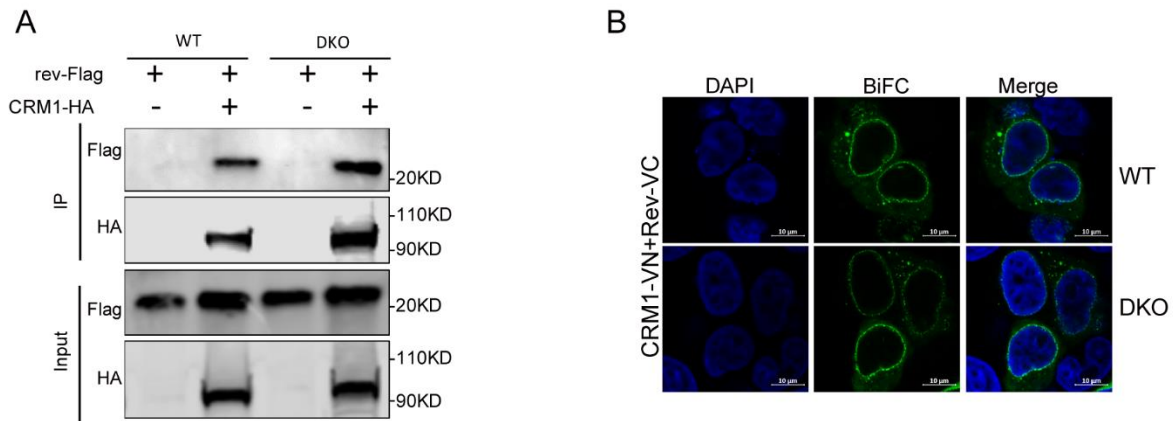 A
WT DKO
rev-Flag + + + +
CRM1-HA - + - +
IP
Flag
20KD
HA
110KD
90KD
Input
Flag
20KD
HA
110KD
90KD
B
DAPI BiFC Merge
CRM1-VN+Rev-VC
WT
10 μm 10 μm 10 μm
DKO
10 μm 10 μm 10 μm